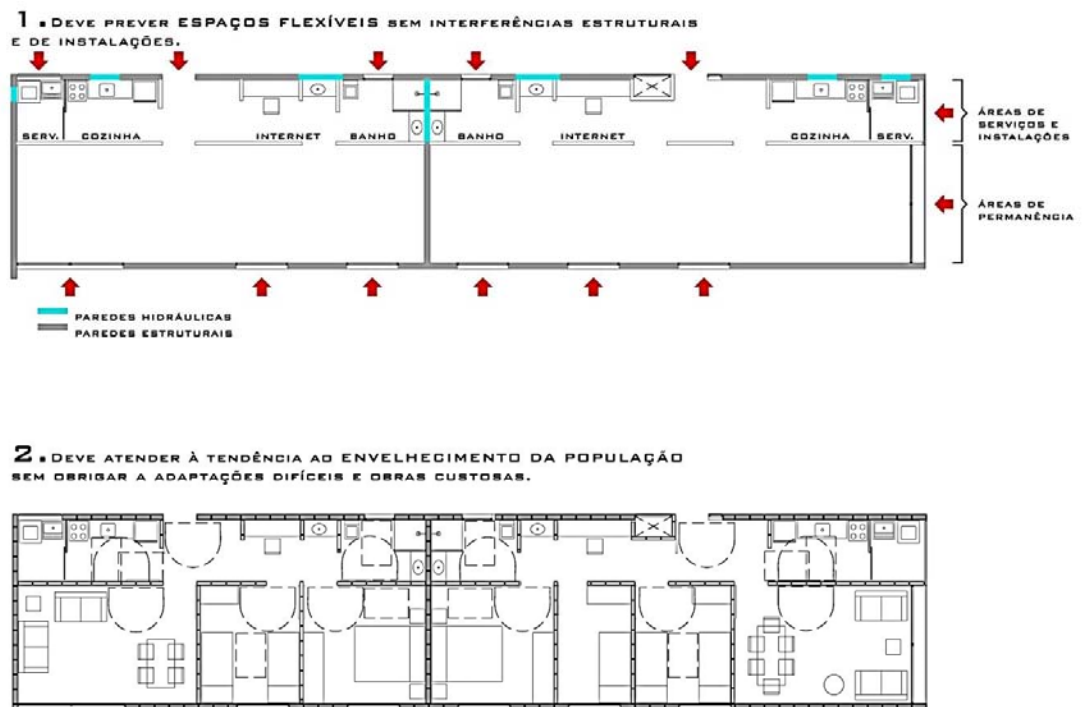 1. DEVE PREVER ESPAÇOS FLEXÍVEIS SEM INTERFERÊNCIAS ESTRUTURAIS
E DE INSTALAÇÕES.
SERV. COZINHA INTERNET BANHO BANHO INTERNET COZINHA SERV.
ÁREAS DE
SERVIÇOS E
INSTALAÇÕES
ÁREAS DE
PERMANÊNCIA
PAREDES HIDRÁULICAS
PAREDES ESTRUTURAIS
2. DEVE ATENDER À TENDÊNCIA AO ENVELHECIMENTO DA POPULAÇÃO
SEM OBRIGAR A ADAPTAÇÕES DIFÍCEIS E OBRAS CUSTOSAS.